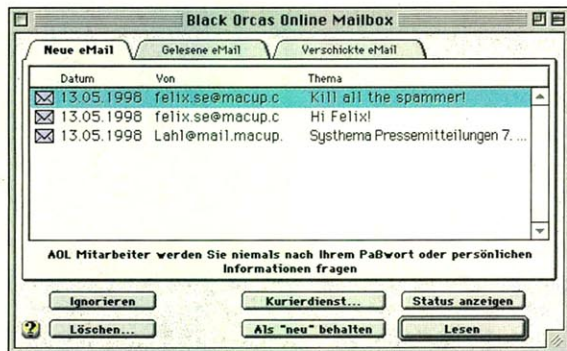 Black Orcas Online Mailbox
Neue eMail Gelesene eMail Verschickte eMail
Datum Von Thema
13.05.1998 felix.se@macup.c Kill all the spammer!
13.05.1998 felix.se@macup.c Hi Felix!
13.05.1998 Lahl@mail.macup. Systhema Pressemitteilungen 7. ...
AOL Mitarbeiter werden Sie niemals nach Ihrem Paßwort oder persönlichen
Informationen fragen
Ignorieren Kurierdienst... Status anzeigen
? Löschen... Als "neu" behalten Lesen